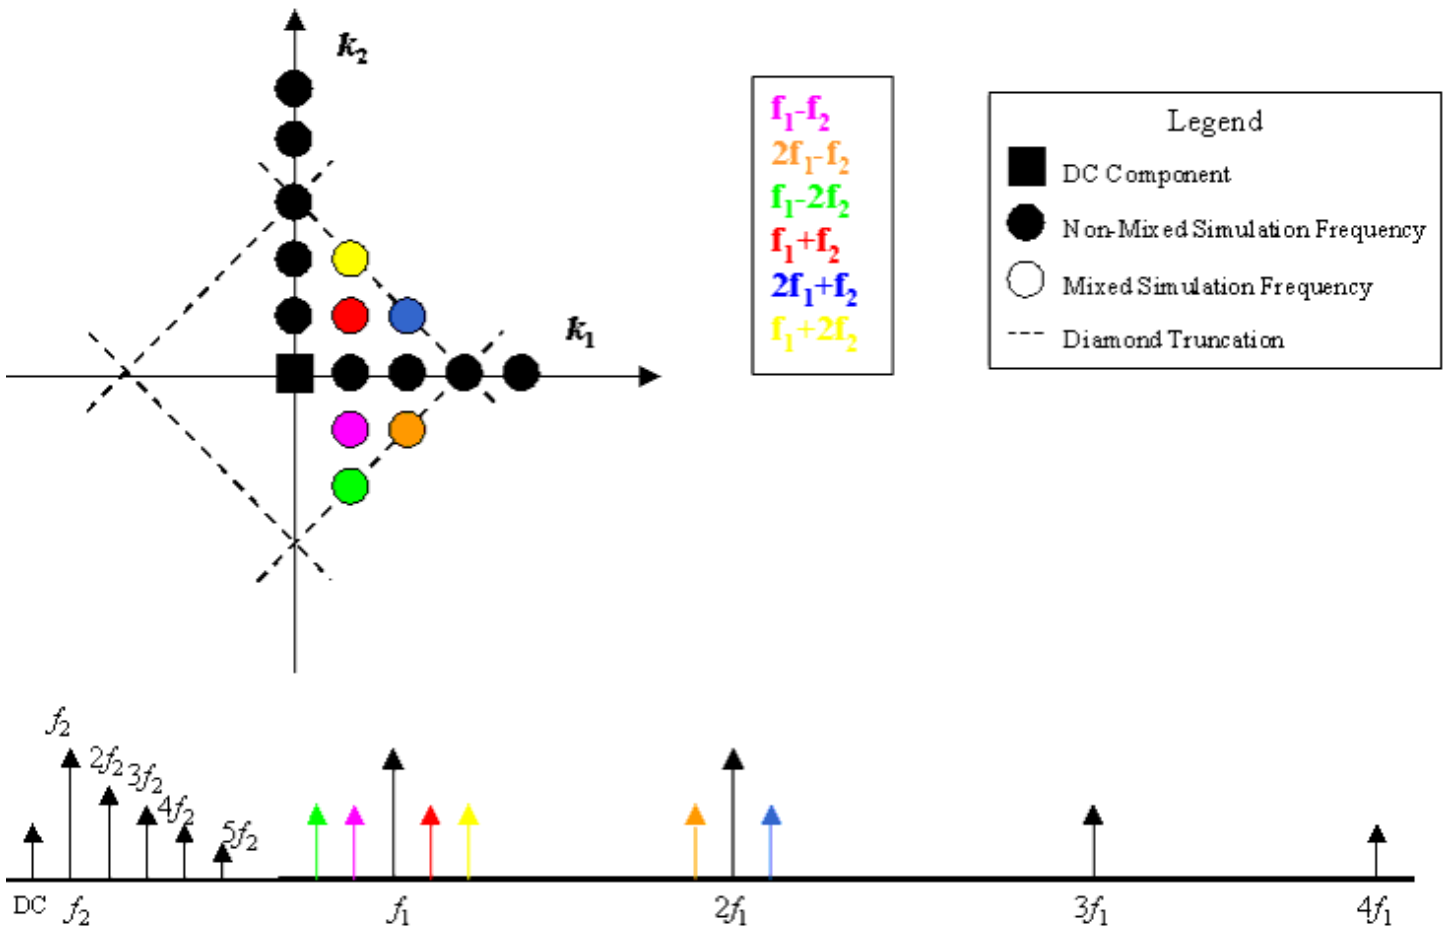 k₂
f₁-f₂
2f₁-f₂
f₁-2f₂
f₁+f₂
2f₁+f₂
f₁+2f₂
Legend
DC Component
Non-Mixed Simulation Frequency
Mixed Simulation Frequency
Diamond Truncation
k₁
f₂
2f₂
3f₂
4f₂
5f₂
DC
f₂
f₁
2f₁
3f₁
4f₁